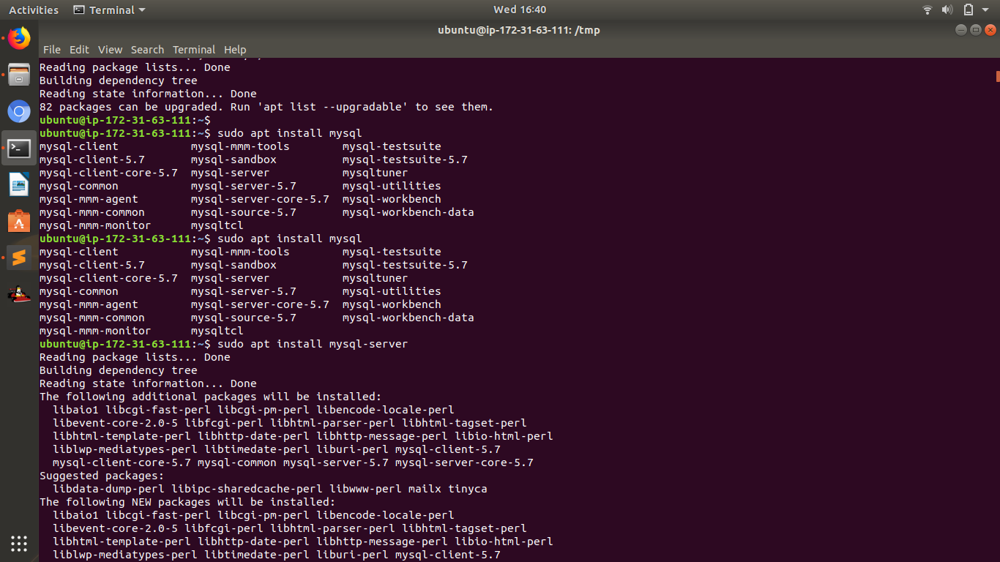 Activities Terminal Wed 16:40
ubuntu@ip-172-31-63-111: /tmp
File Edit View Search Terminal Help
Reading package lists... Done
Building dependency tree
Reading state information... Done
82 packages can be upgraded. Run 'apt list --upgradable' to see them.
ubuntu@ip-172-31-63-111:~$
ubuntu@ip-172-31-63-111:~$ sudo apt install mysql
mysql-client mysql-mmm-tools mysql-testsuite
mysql-client-5.7 mysql-sandbox mysql-testsuite-5.7
mysql-client-core-5.7 mysql-server mysqltuner
mysql-common mysql-server-5.7 mysql-utilities
mysql-mmm-agent mysql-server-core-5.7 mysql-workbench
mysql-mmm-common mysql-source-5.7 mysql-workbench-data
mysql-mmm-monitor mysqltcl
ubuntu@ip-172-31-63-111:~$ sudo apt install mysql
mysql-client mysql-mmm-tools mysql-testsuite
mysql-client-5.7 mysql-sandbox mysql-testsuite-5.7
mysql-client-core-5.7 mysql-server mysqltuner
mysql-common mysql-server-5.7 mysql-utilities
mysql-mmm-agent mysql-server-core-5.7 mysql-workbench
mysql-mmm-common mysql-source-5.7 mysql-workbench-data
mysql-mmm-monitor mysqltcl
ubuntu@ip-172-31-63-111:~$ sudo apt install mysql-server
Reading package lists... Done
Building dependency tree
Reading state information... Done
The following additional packages will be installed:
libaio1 libcgi-fast-perl libcgi-pm-perl libencode-locale-perl
libevent-core-2.0-5 libfcgi-perl libhtml-parser-perl libhtml-tagset-perl
libhtml-template-perl libhttp-date-perl libhttp-message-perl libio-html-perl
liblwp-mediatypes-perl libtimedate-perl liburi-perl mysql-client-5.7
mysql-client-core-5.7 mysql-common mysql-server-5.7 mysql-server-core-5.7
Suggested packages:
libdata-dump-perl libipc-sharedcache-perl libwww-perl mailx tinyca
The following NEW packages will be installed:
libaio1 libcgi-fast-perl libcgi-pm-perl libencode-locale-perl
libevent-core-2.0-5 libfcgi-perl libhtml-parser-perl libhtml-tagset-perl
libhtml-template-perl libhttp-date-perl libhttp-message-perl libio-html-perl
liblwp-mediatypes-perl libtimedate-perl liburi-perl mysql-client-5.7